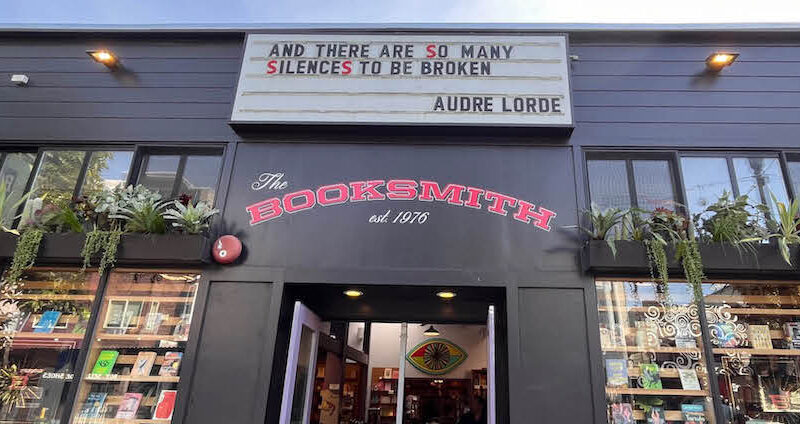 AND THERE ARE SO MANY
SILENCES TO BE BROKEN
AUDRE LORDE
The
BOOKSMITH
est. 1976